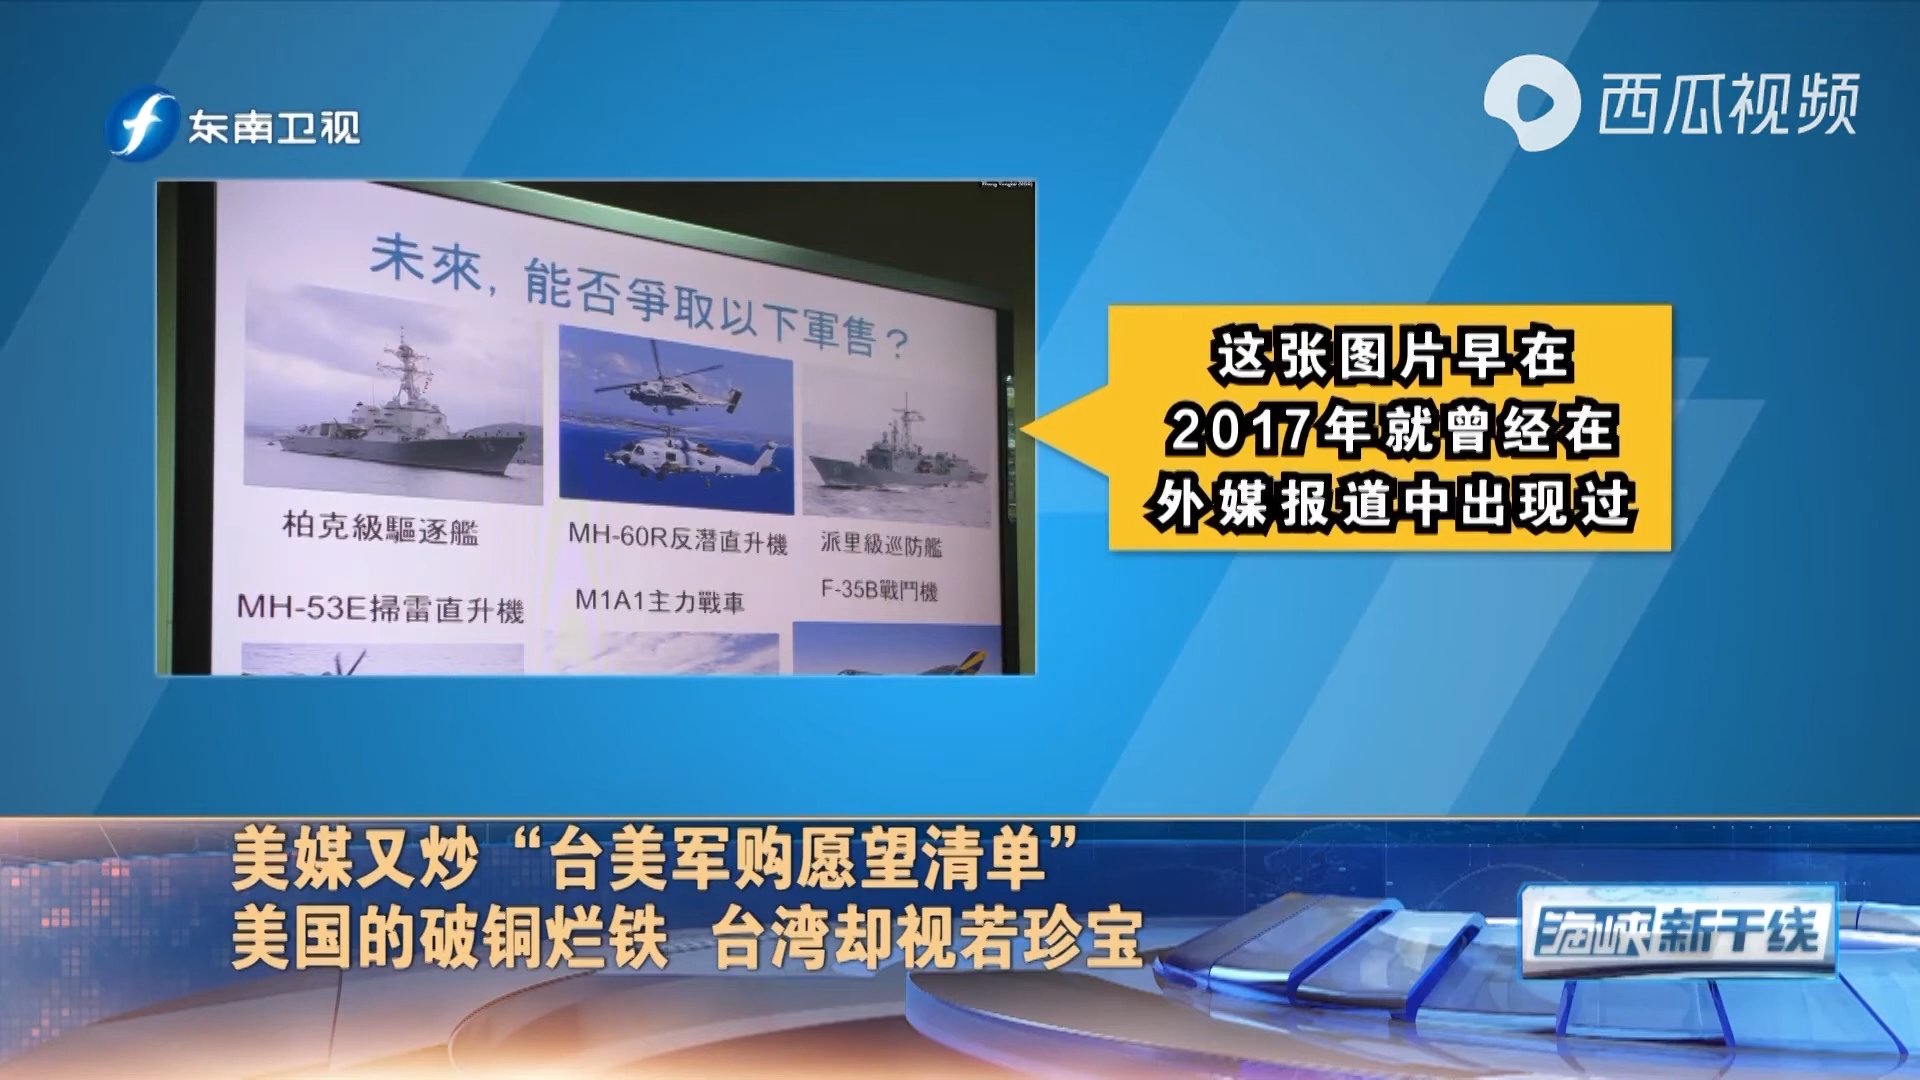 东南卫视
西瓜视频
未來,能否爭取以下軍售?
柏克級驅逐艦
MH-60R反潛直升機
派里級巡防艦
MH-53E掃雷直升機
M1A1主力戰車
F-35B戰鬥機
这张图片早在
2017年就曾经在
外媒报道中出现过
美媒又炒“台美军购愿望清单”
美国的破铜烂铁 台湾却视若珍宝
海峡新干线